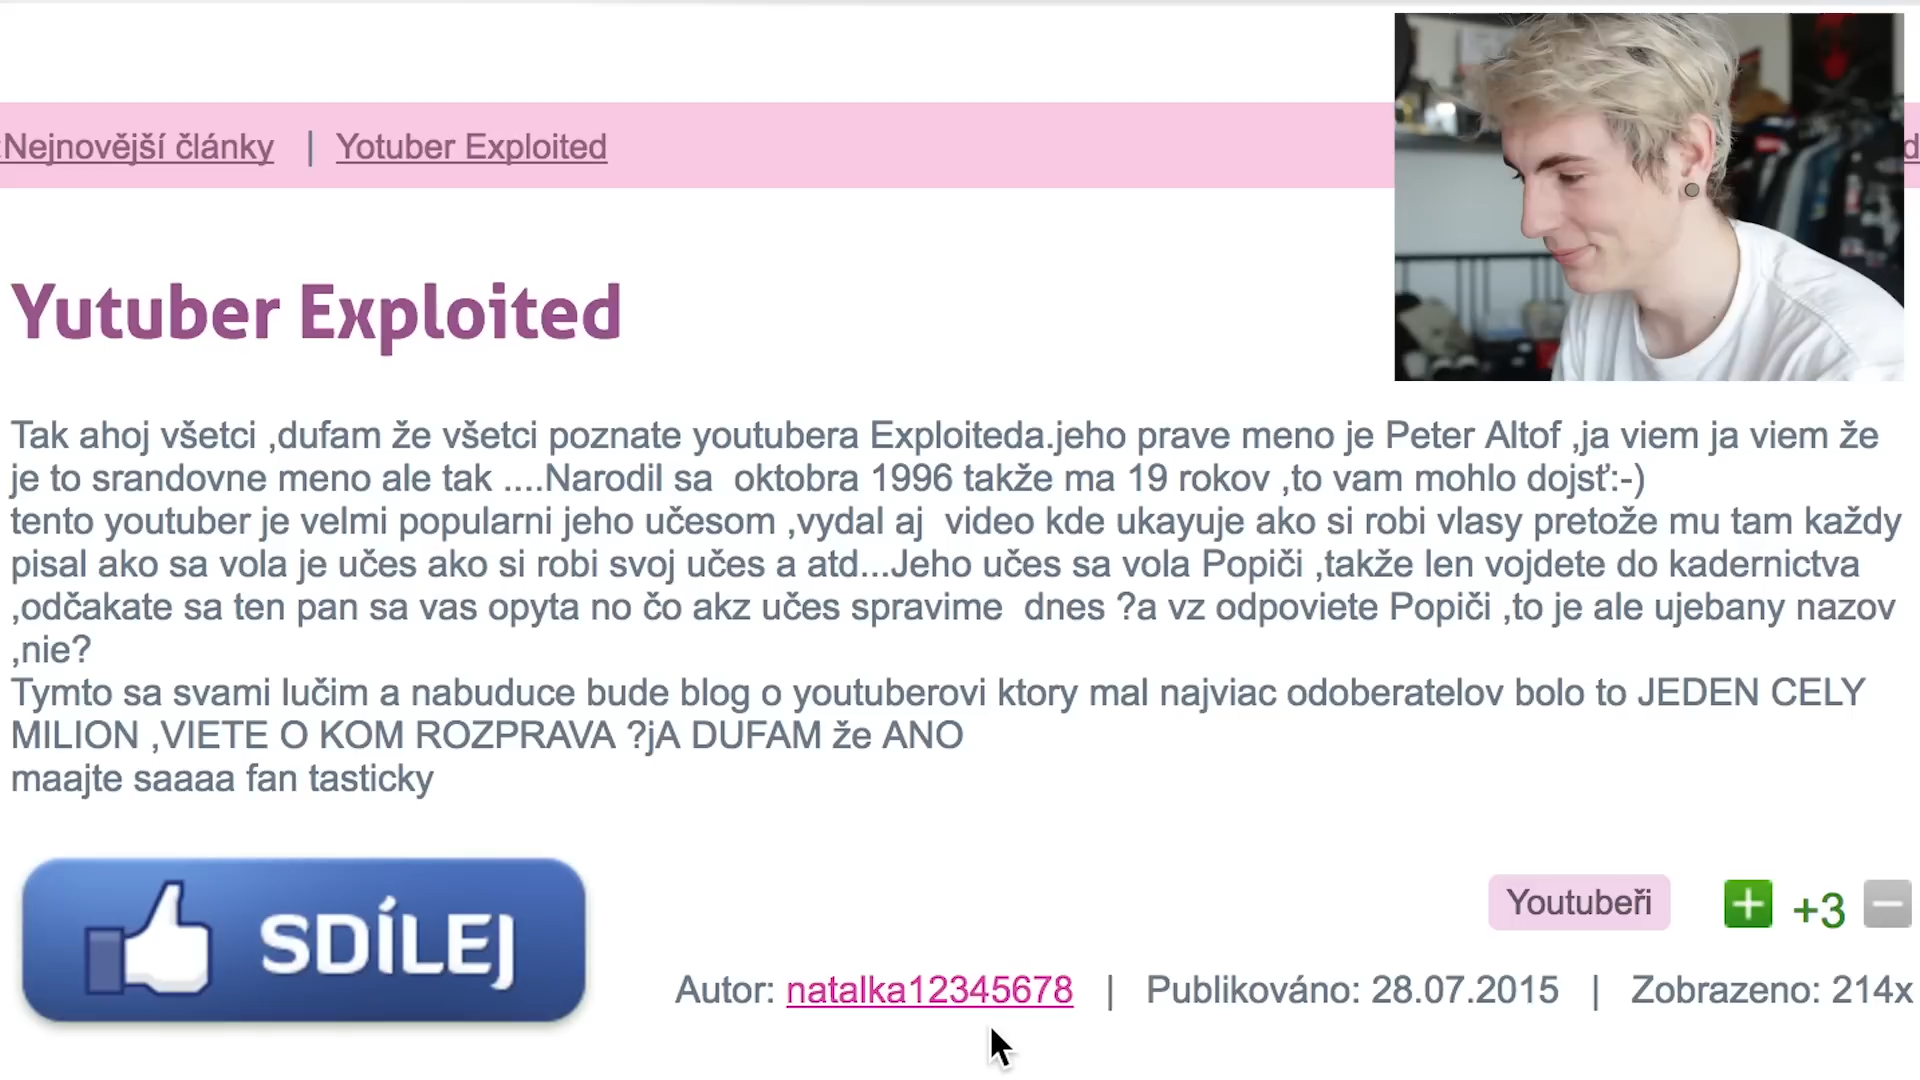 Nejnovější články | Yotuber Exploited
Yutuber Exploited
Tak ahoj všetci ,dufam že všetci poznate youtubera Exploiteda.jeho prave meno je Peter Altof ,ja viem ja viem že
je to srandovne meno ale tak ....Narodil sa  oktobra 1996 takže ma 19 rokov ,to vam mohlo dojsť:-)
tento youtuber je velmi popularni jeho učesom ,vydal aj  video kde ukayuje ako si robi vlasy pretože mu tam každy
pisal ako sa vola je učes ako si robi svoj učes a atd...Jeho učes sa vola Popiči ,takže len vojdete do kadernictva
,odčakate sa ten pan sa vas opyta no čo akz učes spravime  dnes ?a vz odpoviete Popiči ,to je ale ujebany nazov
,nie?
Tymto sa svami lučim a nabuduce bude blog o youtuberovi ktory mal najviac odoberatelov bolo to JEDEN CELY
MILION ,VIETE O KOM ROZPRAVA ?jA DUFAM že ANO
maajte saaaa fan tasticky
SDÍLEJ
Youtubeři +3
Autor: natalka12345678 | Publikováno: 28.07.2015 | Zobrazeno: 214x